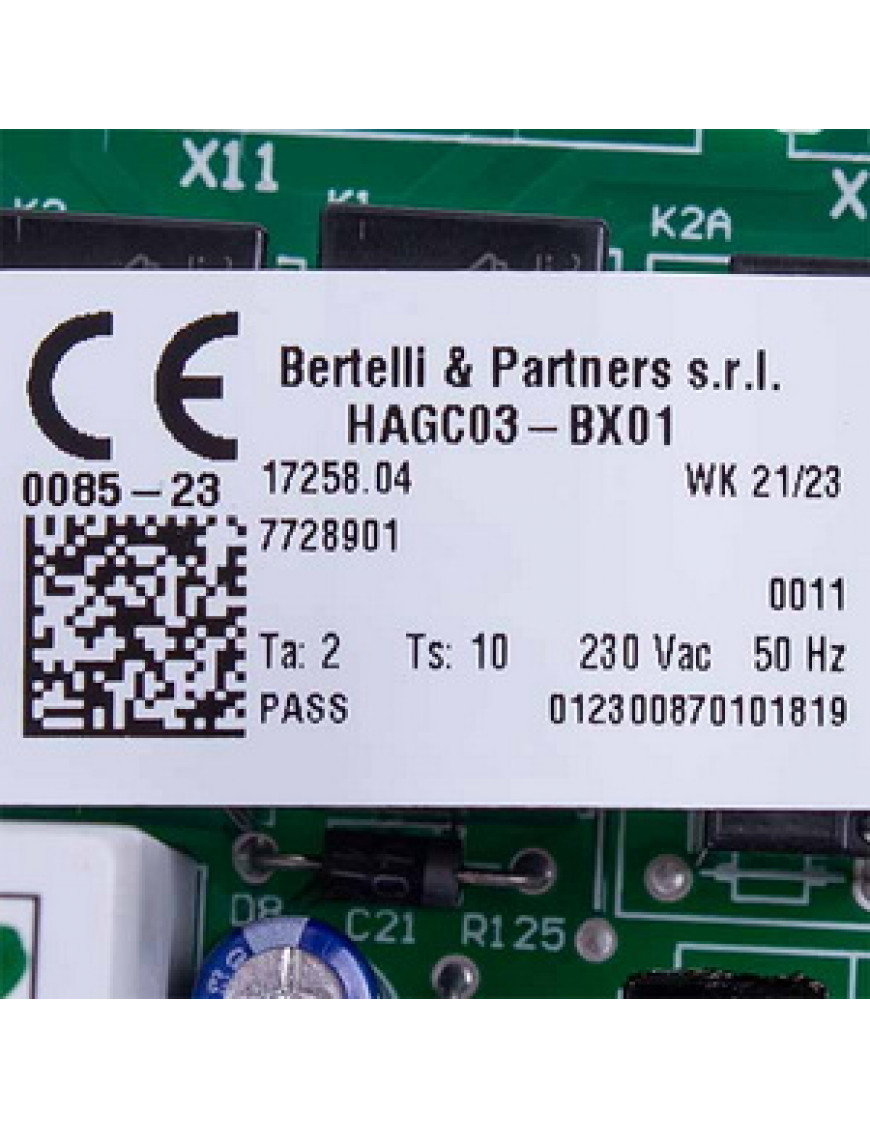 X11
K1
K2A
X
CE
Bertelli & Partners s.r.l.
HAGC03-BX01
0085-23
17258.04 WK 21/23
7728901
0011
Ta: 2 Ts: 10 230 Vac 50 Hz
PASS 012300870101819
D8
C21 R125